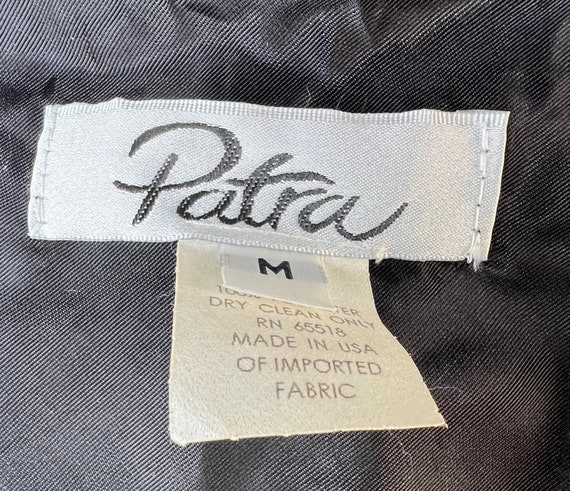 Patra
M
DRY CLEAN ONLY
RN 65518
MADE IN USA
OF IMPORTED
FABRIC